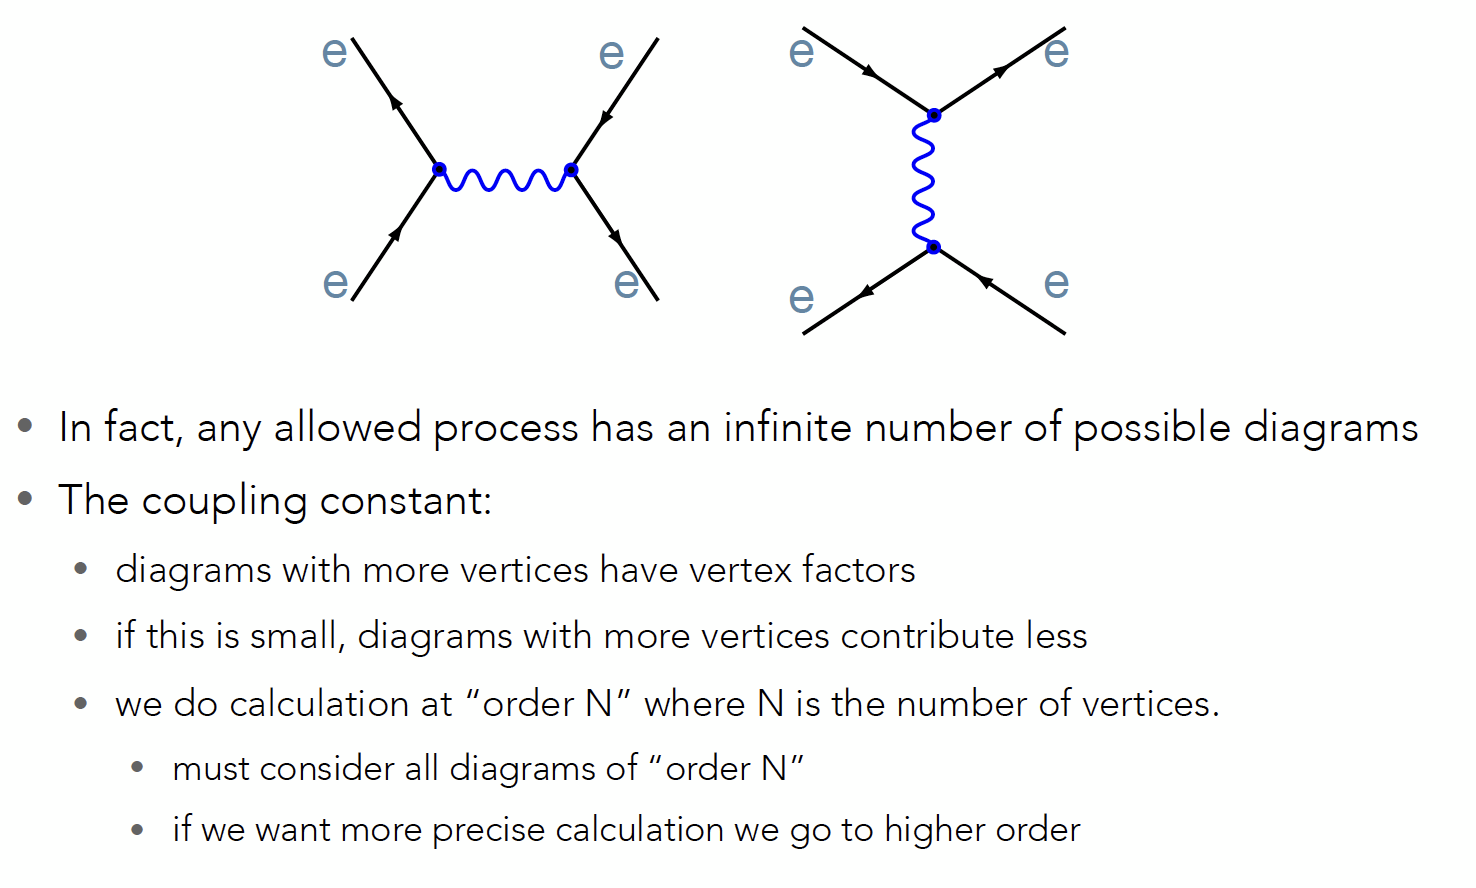 e e e e
e e e e
• In fact, any allowed process has an infinite number of possible diagrams
• The coupling constant:
• diagrams with more vertices have vertex factors
• if this is small, diagrams with more vertices contribute less
• we do calculation at “order N” where N is the number of vertices.
• must consider all diagrams of “order N”
• if we want more precise calculation we go to higher order